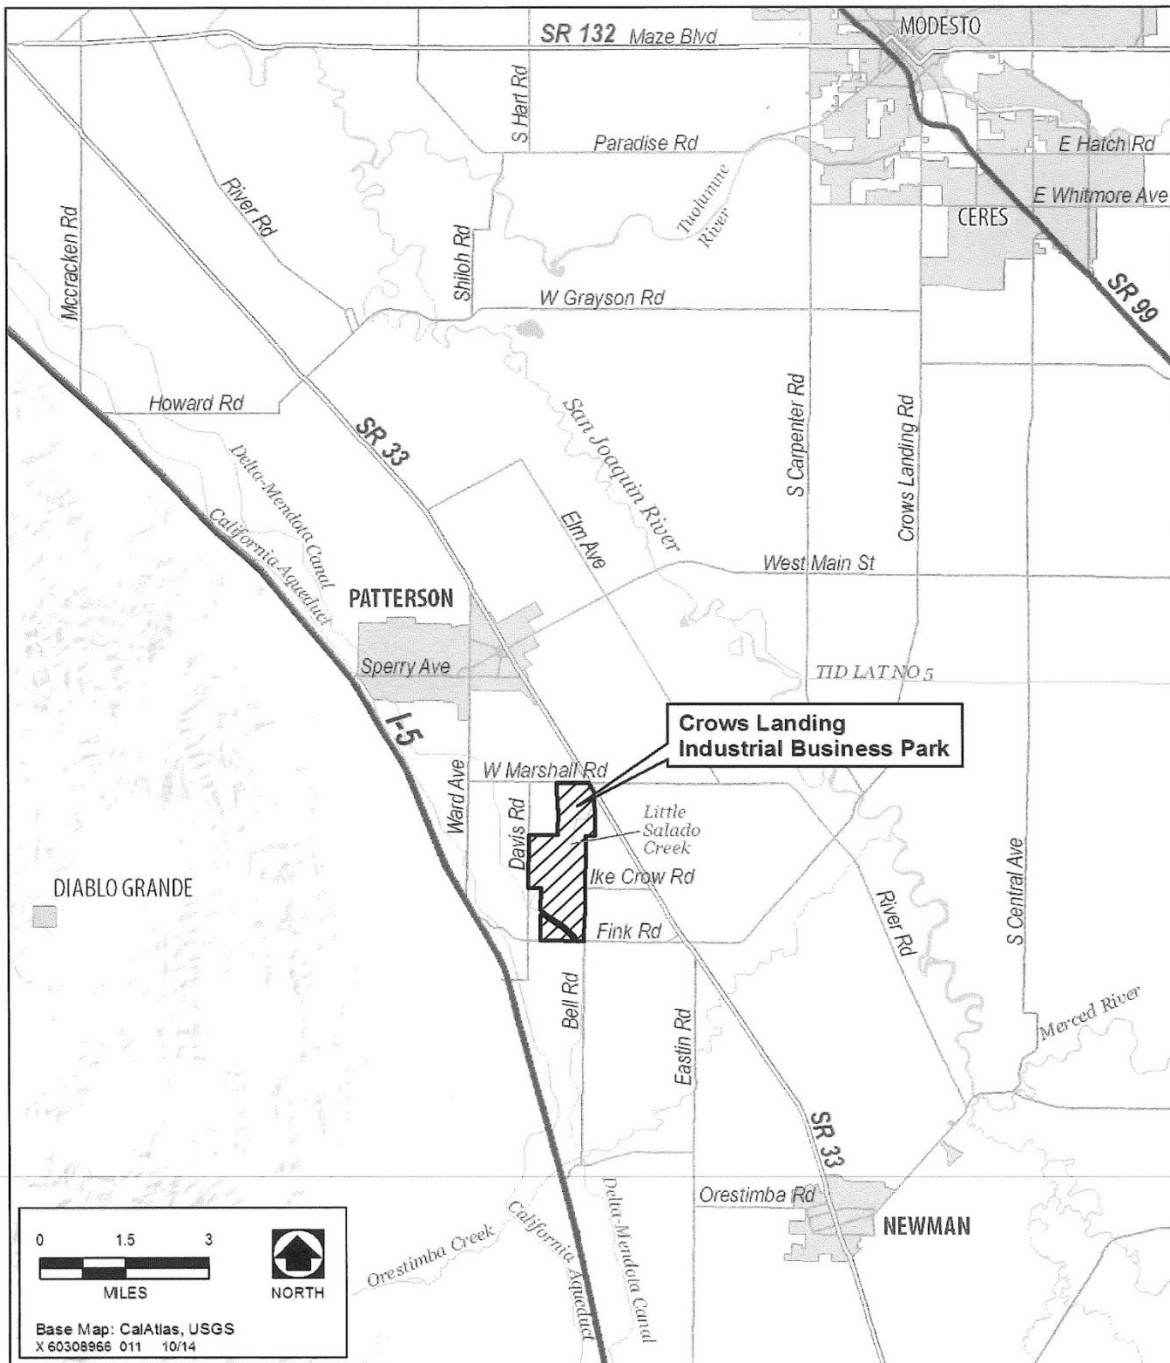 MODESTO
SR 132 Maze Blvd
S Hart Rd
Paradise Rd
E Hatch Rd
E Whitmore Ave
CERES
Tuolumne
River
River Rd
Mccracken Rd
Shiloh Rd
W Grayson Rd
SR 99
Howard Rd
SR 33
San Joaquin River
S Carpenter Rd
Crows Landing Rd
Delta-Mendota Canal
California Aqueduct
Elm Ave
West Main St
PATTERSON
Sperry Ave
TID LAT NO 5
I-5
Crows Landing
Industrial Business Park
W Marshall Rd
Ward Ave
Davis Rd
Little
Salado
Creek
Ike Crow Rd
DIABLO GRANDE
Fink Rd
River Rd
S Central Ave
Bell Rd
Eastin Rd
Merced River
SR 33
Orestimba Rd
NEWMAN
Orestimba Creek
California Aqueduct
Delta-Mendota Canal
0 1.5 3
MILES
NORTH
Base Map: CalAtlas, USGS
X 60308966 011 10/14